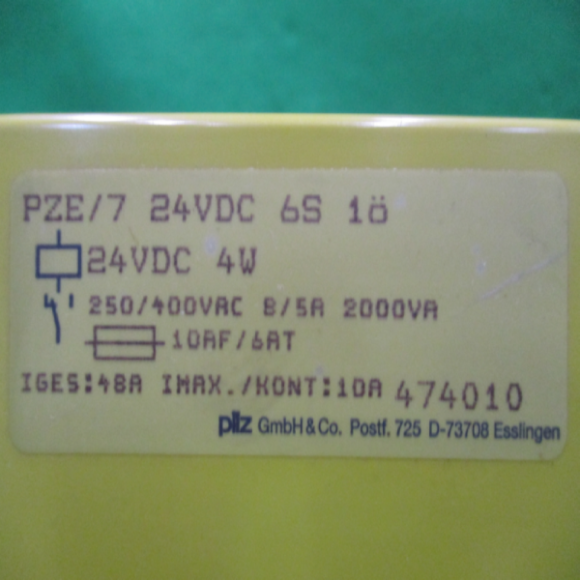 PZE/7 24VDC 6S 1ö
24VDC 4W
250/400VAC 8/5A 2000VA
10AF/6AT
IGES:48A IMAX./KONT:10A 474010
pilz GmbH & Co. Postf. 725 D-73708 Esslingen